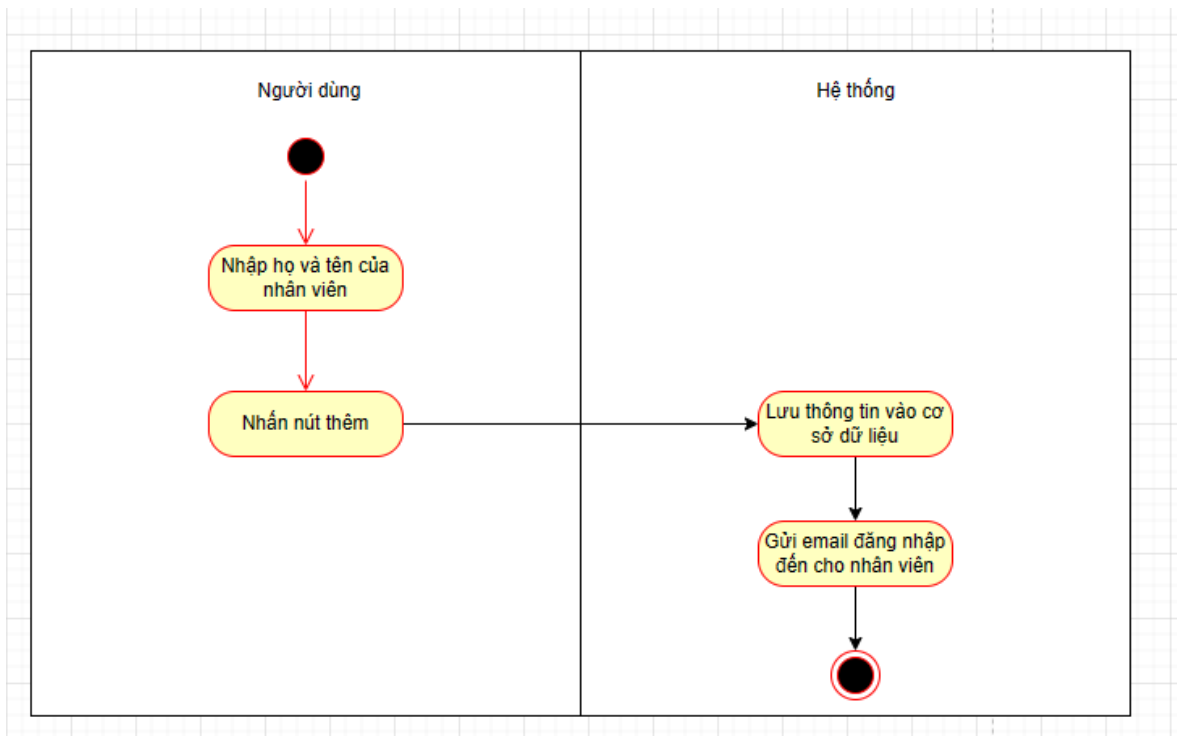 Người dùng
Hệ thống
Nhập họ và tên của
nhân viên
Nhấn nút thêm
Lưu thông tin vào cơ
sở dữ liệu
Gửi email đăng nhập
đến cho nhân viên